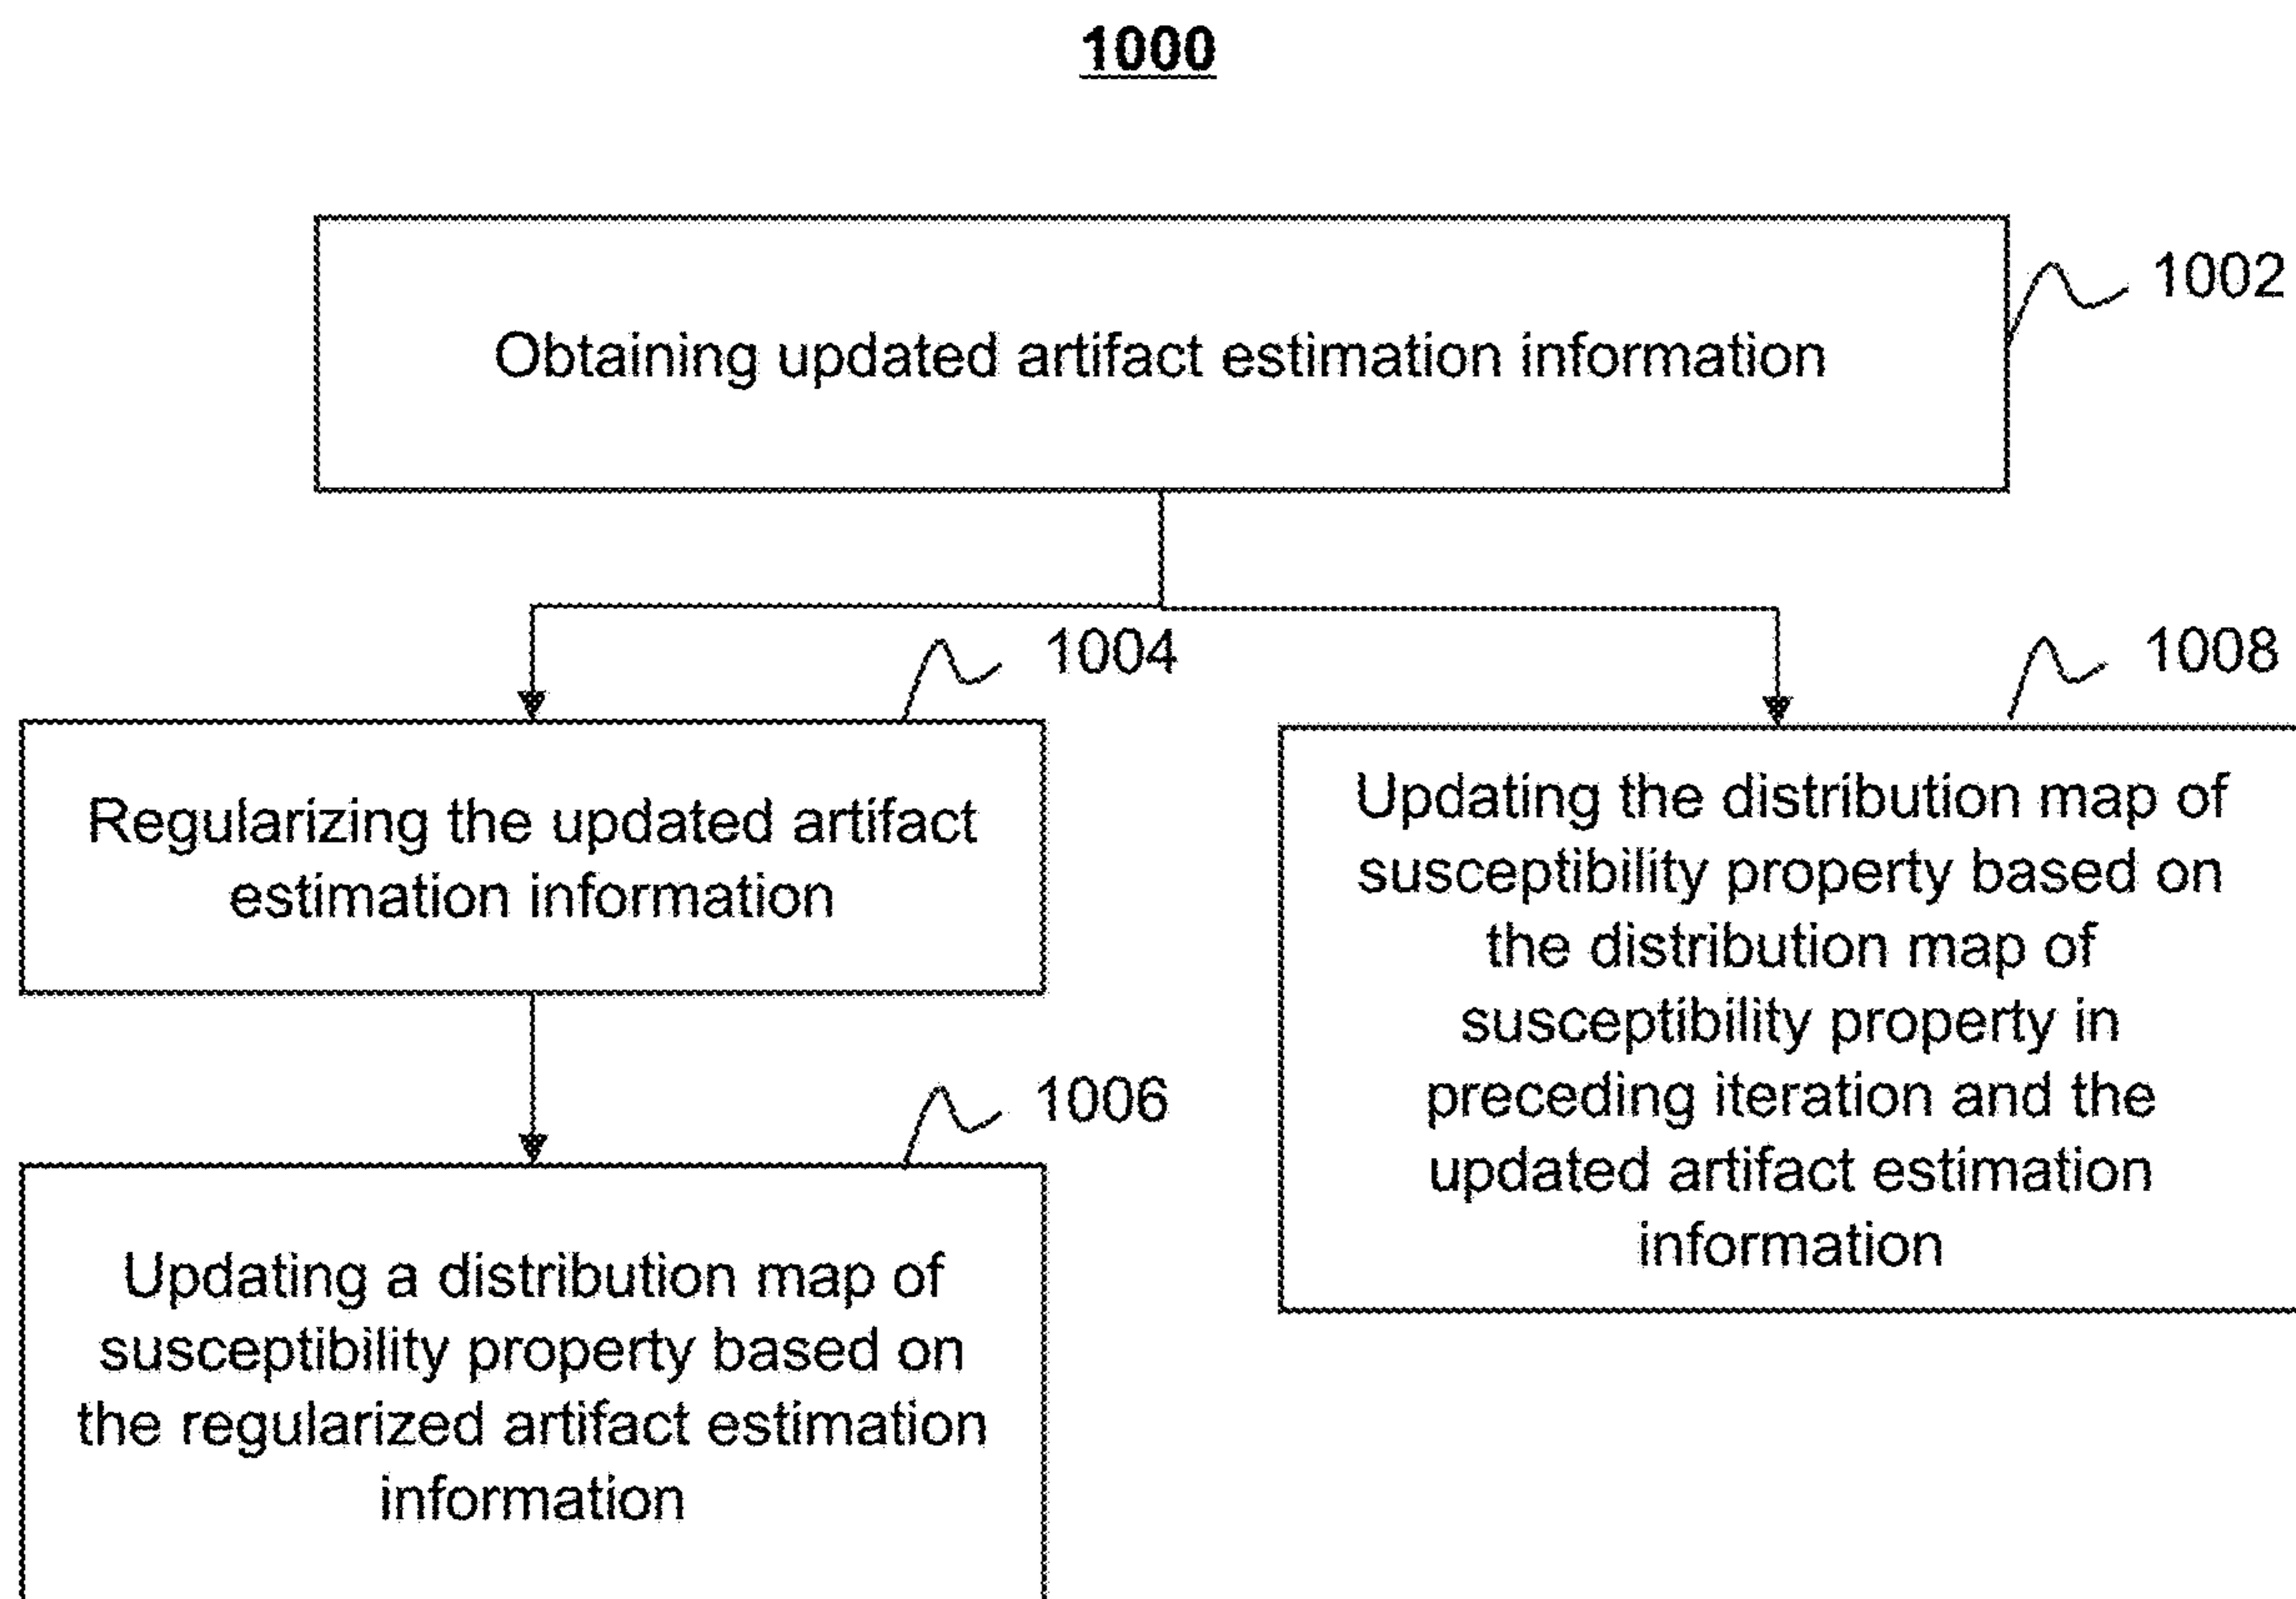 1000
1002
Obtaining updated artifact estimation information
1004
Regularizing the updated artifact
estimation information
1006
Updating a distribution map of
susceptibility property based on
the regularized artifact estimation
information
1008
Updating the distribution map of
susceptibility property based on
the distribution map of
susceptibility property in
preceding iteration and the
updated artifact estimation
information